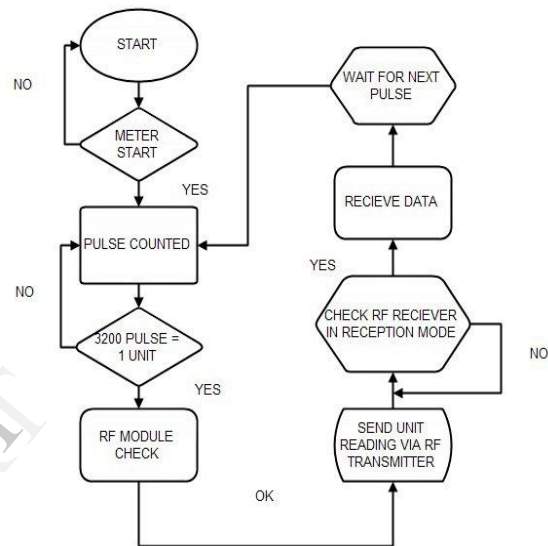 START
NO
METER
START
YES
PULSE COUNTED
NO
3200 PULSE =
1 UNIT
YES
RF MODULE
CHECK
OK
SEND UNIT
READING VIA RF
TRANSMITTER
NO
CHECK RF RECIEVER
IN RECEPTION MODE
YES
RECIEVE DATA
WAIT FOR NEXT
PULSE